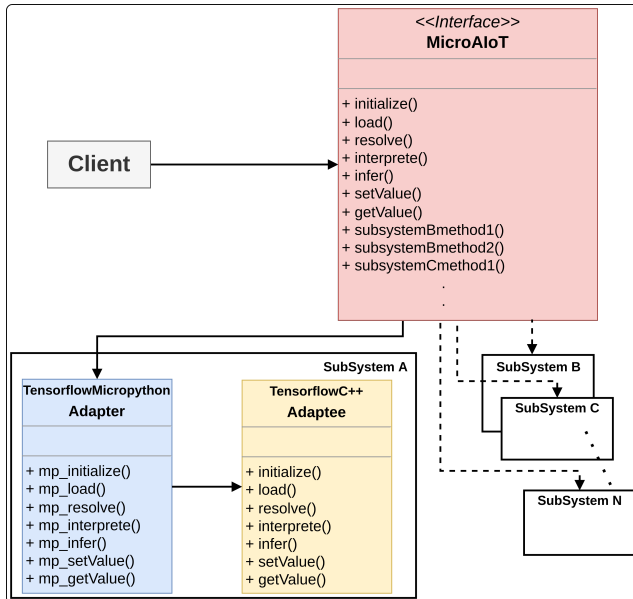 <<Interface>>
MicroAIoT
+ initialize()
+ load()
+ resolve()
+ interprete()
+ infer()
+ setValue()
+ getValue()
+ subsystemBmethod1()
+ subsystemBmethod2()
+ subsystemCmethod1()
.
.
Client
SubSystem A
TensorflowMicropython
Adapter
+ mp_initialize()
+ mp_load()
+ mp_resolve()
+ mp_interprete()
+ mp_infer()
+ mp_setValue()
+ mp_getValue()
TensorflowC++
Adaptee
+ initialize()
+ load()
+ resolve()
+ interprete()
+ infer()
+ setValue()
+ getValue()
SubSystem B
SubSystem C
SubSystem N